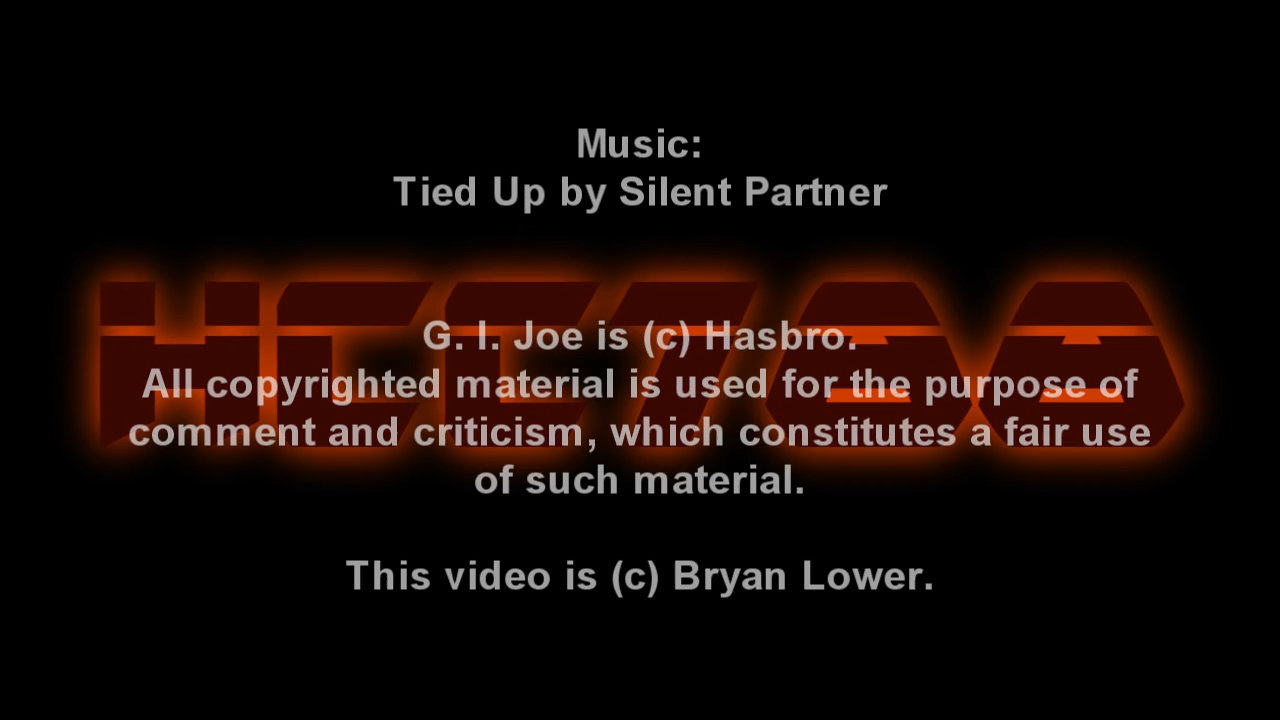 Music:
Tied Up by Silent Partner
HCC788
G. I. Joe is (c) Hasbro.
All copyrighted material is used for the purpose of
comment and criticism, which constitutes a fair use
of such material.
This video is (c) Bryan Lower.